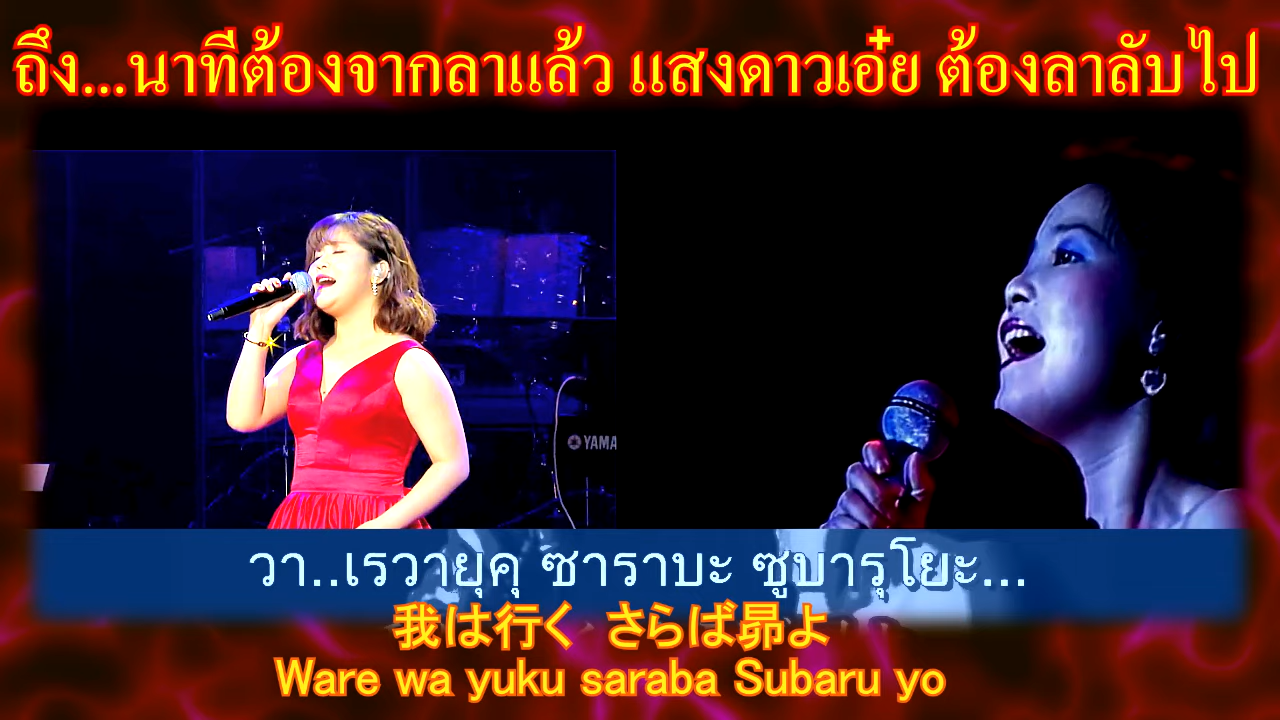 ถึง...นาทีต้องจากลาแล้ว แสงดาวเอ๋ย ต้องลาลับไป
YAMA
วา..เรวายุคุ ซาราบะ ซูบารุโยะ...
我は行く さらば昴よ
Ware wa yuku saraba Subaru yo